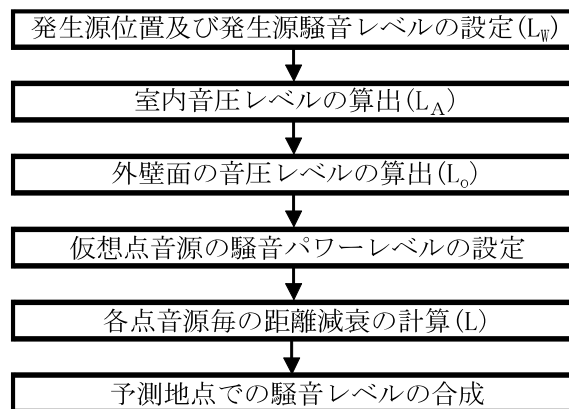 発生源位置及び発生源騒音レベルの設定(L_W)
室内音圧レベルの算出(L_A)
外壁面の音圧レベルの算出(L_o)
仮想点音源の騒音パワーレベルの設定
各点音源毎の距離減衰の計算(L)
予測地点での騒音レベルの合成